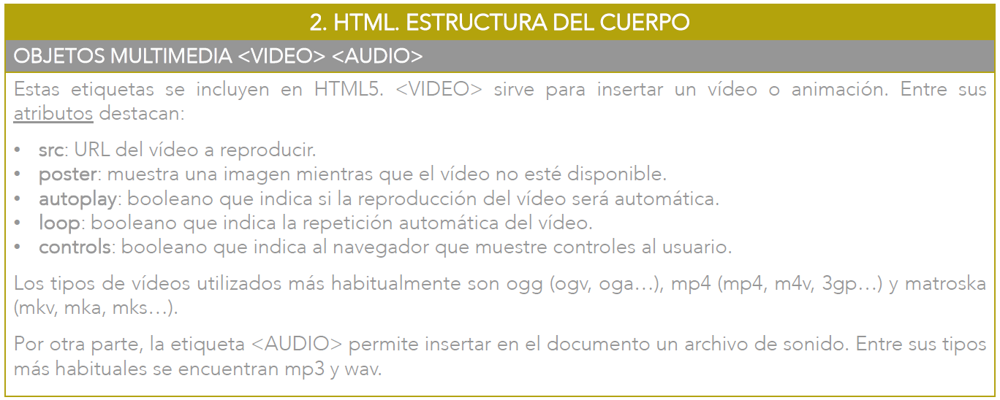 2. HTML. ESTRUCTURA DEL CUERPO
OBJETOS MULTIMEDIA <VIDEO> <AUDIO>
Estas etiquetas se incluyen en HTML5. <VIDEO> sirve para insertar un vídeo o animación. Entre sus
atributos destacan:
• src: URL del vídeo a reproducir.
• poster: muestra una imagen mientras que el vídeo no esté disponible.
• autoplay: booleano que indica si la reproducción del vídeo será automática.
• loop: booleano que indica la repetición automática del vídeo.
• controls: booleano que indica al navegador que muestre controles al usuario.
Los tipos de vídeos utilizados más habitualmente son ogg (ogv, oga…), mp4 (mp4, m4v, 3gp…) y matroska
(mkv, mka, mks…).
Por otra parte, la etiqueta <AUDIO> permite insertar en el documento un archivo de sonido. Entre sus tipos
más habituales se encuentran mp3 y wav.